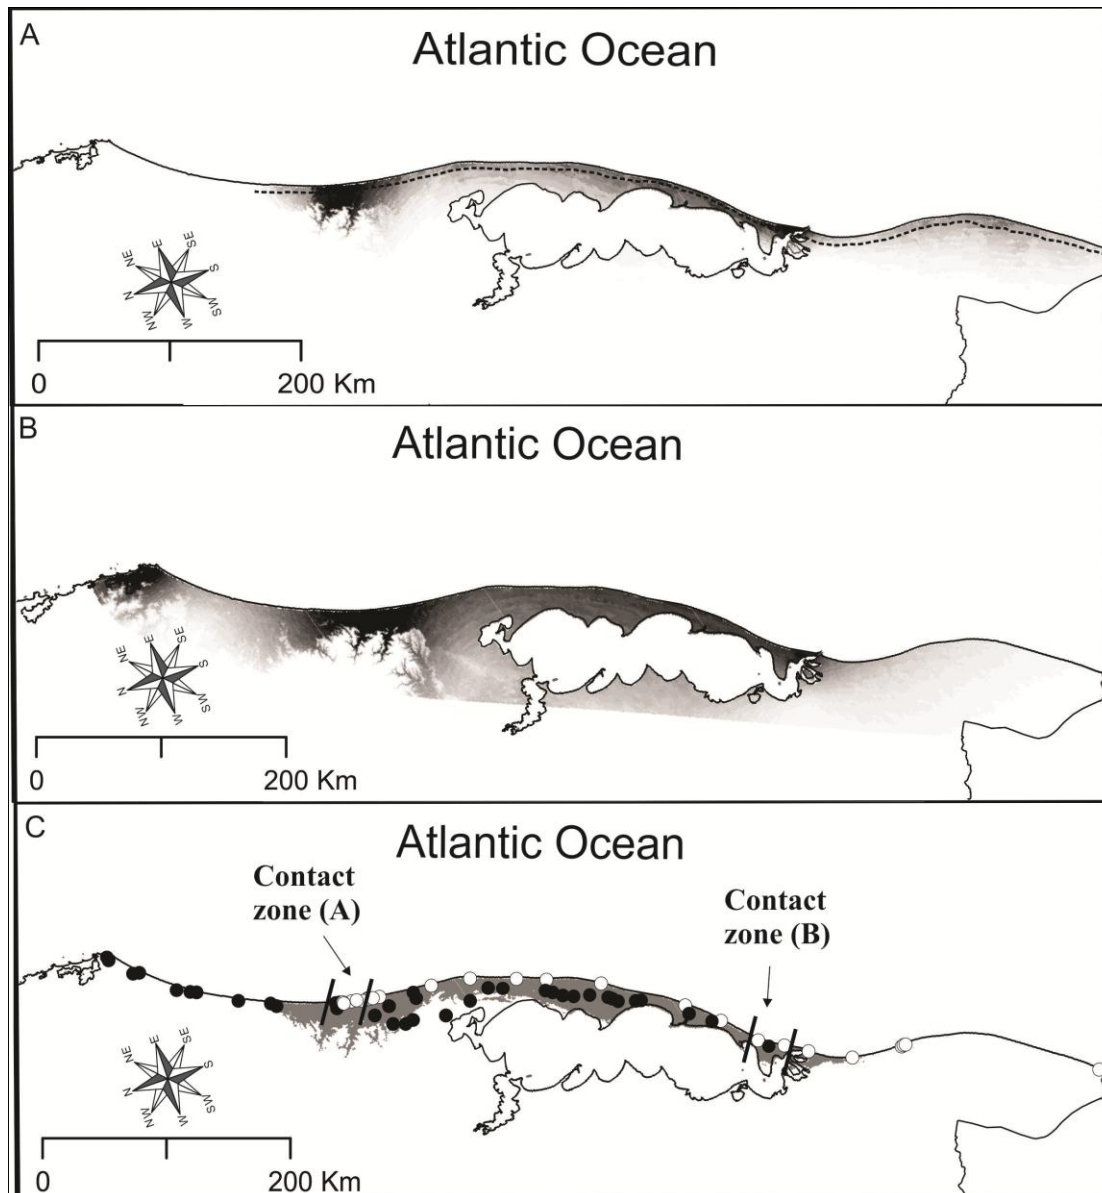 A
Atlantic Ocean
E
SE
NE
S
N
SW
NW
W
0
200 Km
B
Atlantic Ocean
E
SE
NE
S
N
SW
NW
W
0
200 Km
C
Atlantic Ocean
Contact
zone (A)
Contact
zone (B)
E
SE
NE
S
N
SW
NW
W
0
200 Km